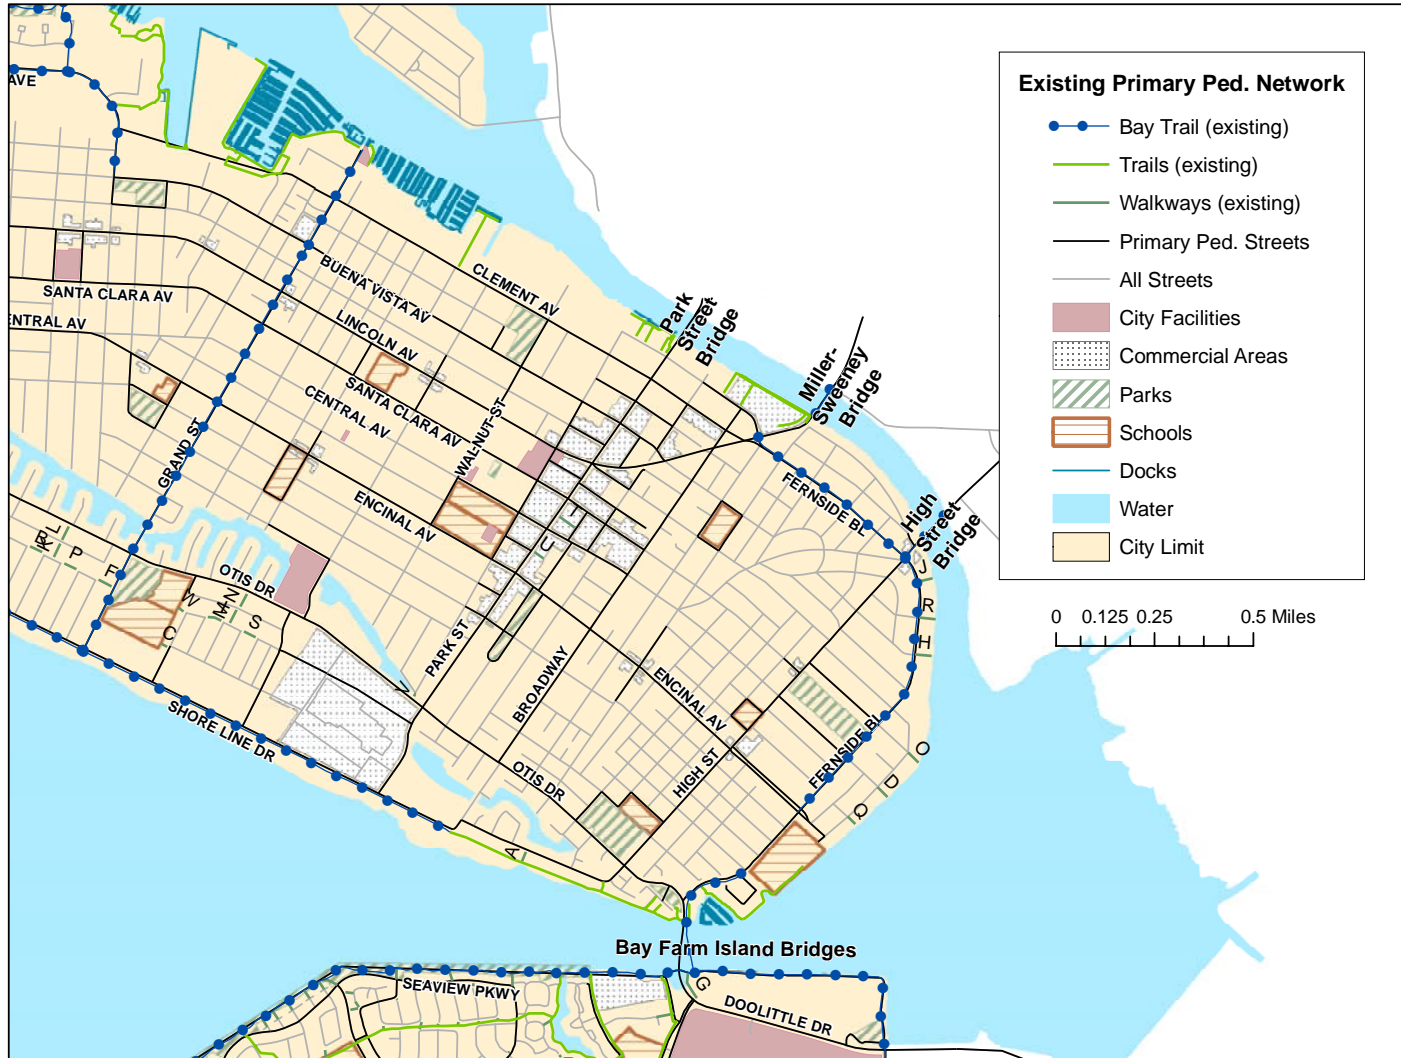 Existing Primary Ped. Network
Bay Trail (existing)
Trails (existing)
Walkways (existing)
Primary Ped. Streets
All Streets
City Facilities
Commercial Areas
Parks
Schools
Docks
Water
City Limit
0 0.125 0.25 0.5 Miles
AVE
SANTA CLARA AV
ENTRAL AV
BUENA VISTA AV
CLEMENT AV
LINCOLN AV
SANTA CLARA AV
CENTRAL AV
WALNUT ST
GRAND ST
ENCINAL AV
Park
Street
Bridge
Miller-
Sweeney
Bridge
FERNSIDE BL
High
Street
Bridge
OTIS DR
PARK ST
BROADWAY
ENCINAL AV
HIGH ST
FERNSIDE BL
OTIS DR
SHORE LINE DR
L
P
F
W
N
S
C
V
I
U
J
R
H
O
D
Q
A
Bay Farm Island Bridges
SEAVIEW PKWY
G
DOOLITTLE DR